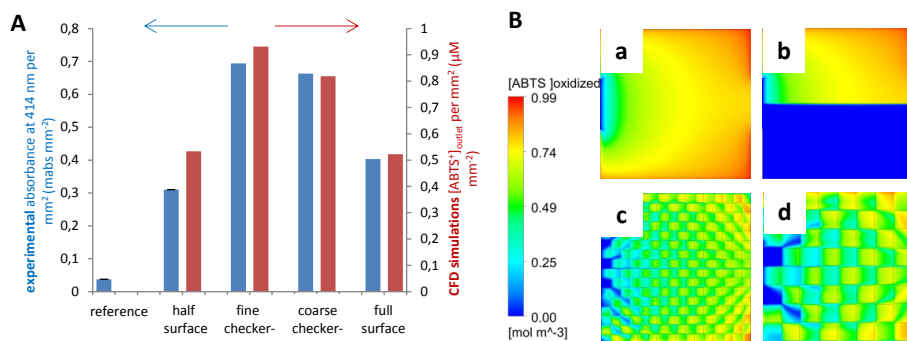 A
B
experimental absorbance at 414 nm per
mm² (mabs mm⁻²)
0,8
0,7
0,6
0,5
0,4
0,3
0,2
0,1
0
reference
half
surface
fine
checker-
coarse
checker-
full
surface
1
0,9
0,8
0,7
0,6
0,5
0,4
0,3
0,2
0,1
0
CFD simulations [ABTS⁺]outlet per mm² (µM
mm⁻²)
[ABTS ]oxidized
0.99
0.74
0.49
0.25
0.00
[mol m^-3]
a
b
c
d